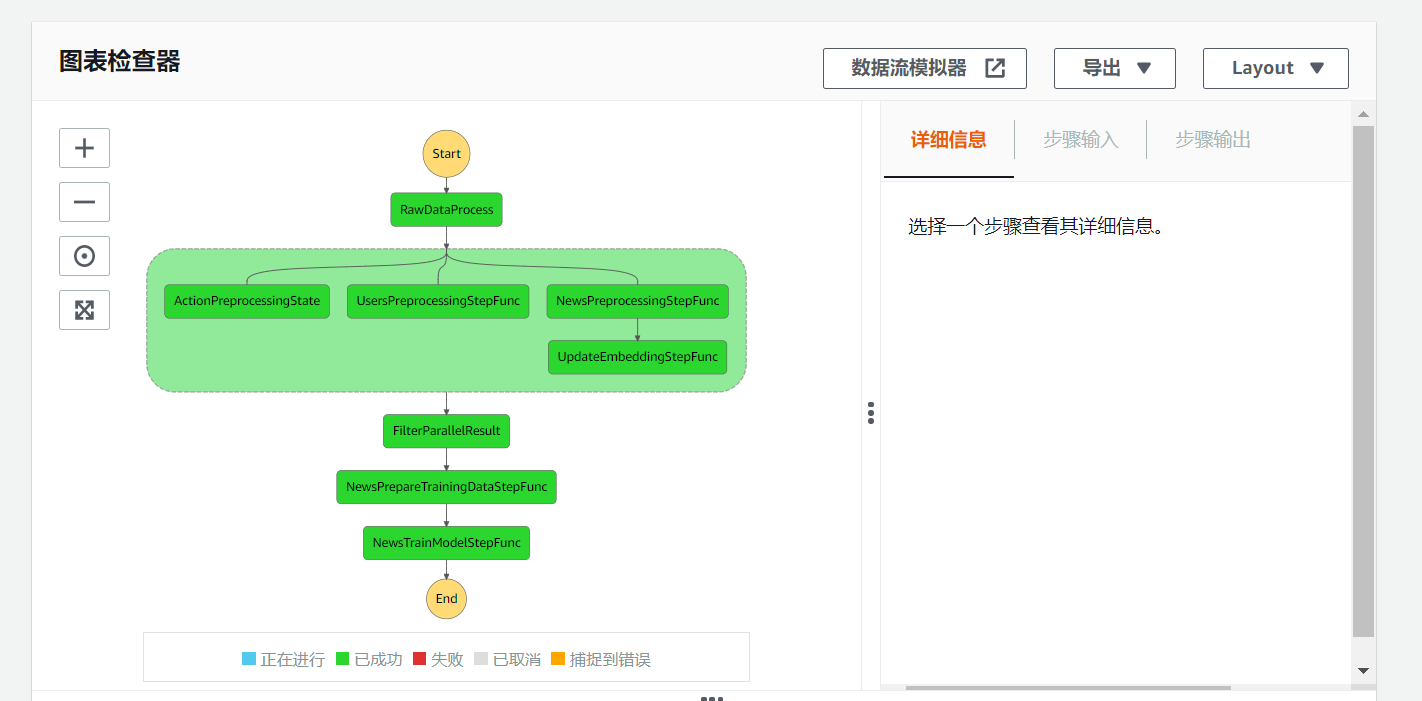 图表检查器
数据流模拟器
导出
Layout
Start
RawDataProcess
ActionPreprocessingState
UsersPreprocessingStepFunc
NewsPreprocessingStepFunc
UpdateEmbeddingStepFunc
FilterParallelResult
NewsPrepareTrainingDataStepFunc
NewsTrainModelStepFunc
End
正在进行 已成功 失败 已取消 捕捉到错误
详细信息 步骤输入 步骤输出
选择一个步骤查看其详细信息。